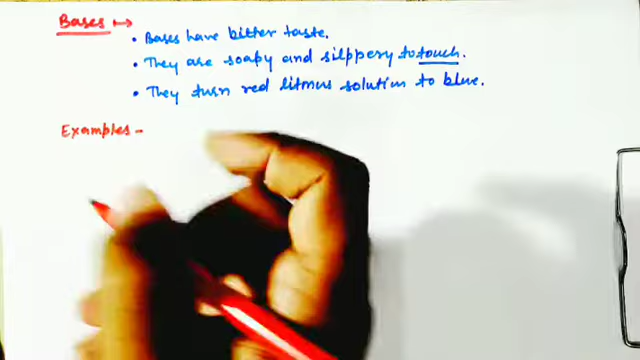 Bases ↦
• Bases have bitter taste.
• They are soapy and silppery to touch.
• They turn red litmus solution to blue.
Examples -